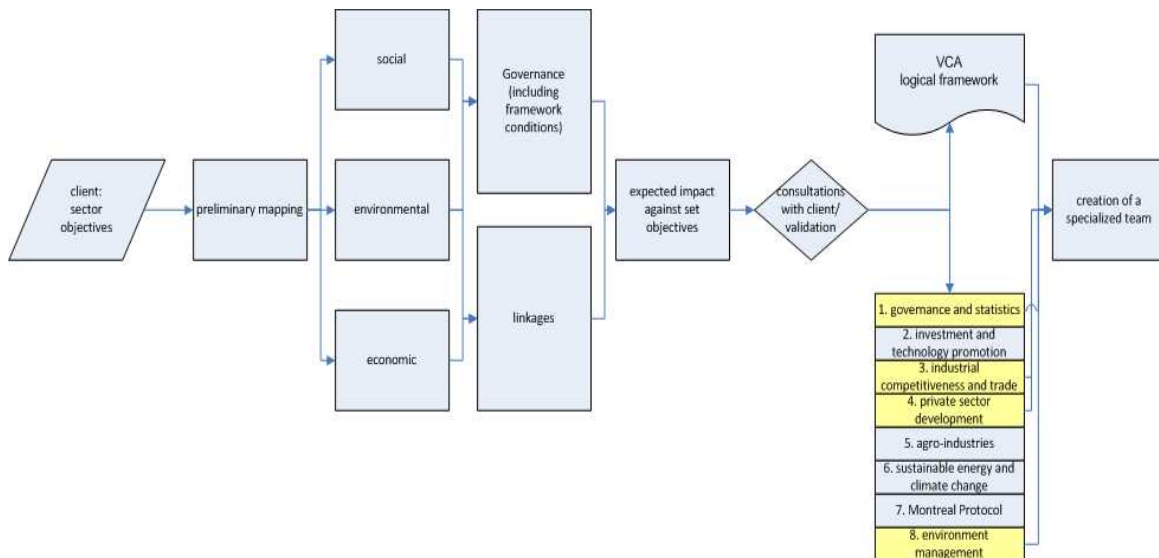 client:
sector
objectives
preliminary mapping
social
environmental
economic
Governance
(including
framework
conditions)
linkages
expected impact
against set
objectives
consultations
with client/
validation
VCA
logical framework
1. governance and statistics
2. investment and
technology promotion
3. industrial
competitiveness and trade
4. private sector
development
5. agro-industries
6. sustainable energy and
climate change
7. Montreal Protocol
8. environment
management
creation of a
specialized team